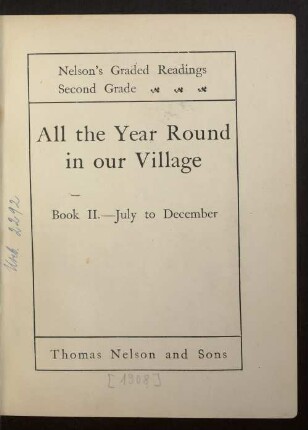 Nelson's Graded Readings
Second Grade
All the Year Round
in our Village
Book II.—July to December
Thomas Nelson and Sons
[1908]